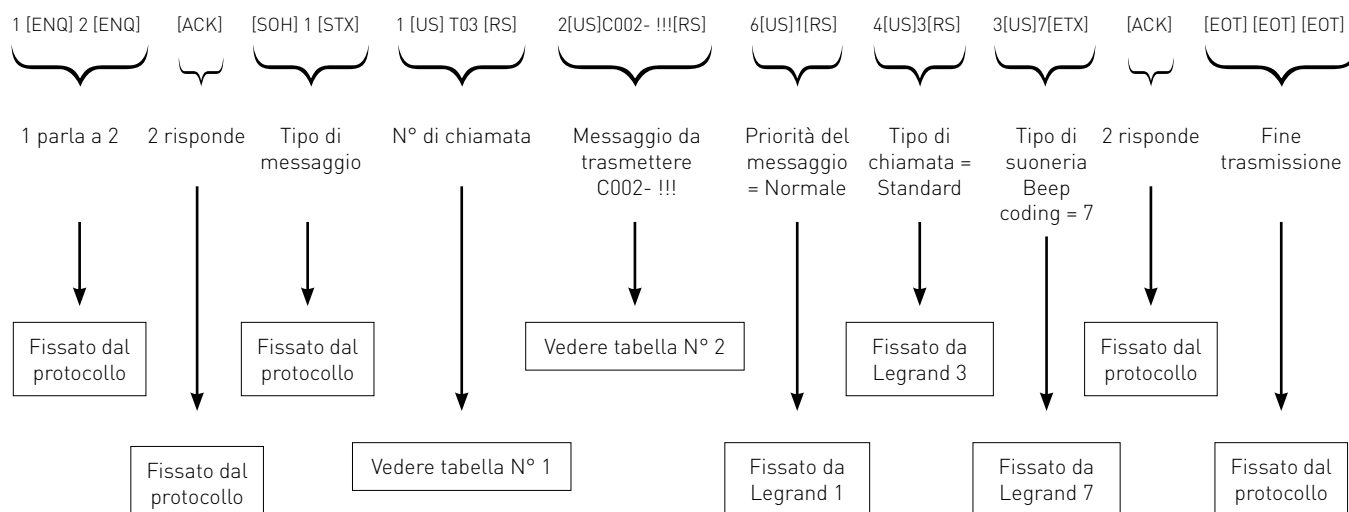 1 [ENQ] 2 [ENQ] [ACK] [SOH] 1 [STX] 1 [US] T03 [RS] 2[US]C002- !!![RS] 6[US]1[RS] 4[US]3[RS] 3[US]7[ETX] [ACK] [EOT] [EOT] [EOT]
1 parla a 2
2 risponde
Tipo di
messaggio
N° di chiamata
Messaggio da
trasmettere
C002- !!!
Priorità del
messaggio
= Normale
Tipo di
chiamata =
Standard
Tipo di
suoneria
Beep
coding = 7
2 risponde
Fine
trasmissione
Fissato dal
protocollo
Fissato dal
protocollo
Vedere tabella N° 2
Fissato da
Legrand 3
Fissato dal
protocollo
Fissato dal
protocollo
Vedere tabella N° 1
Fissato da
Legrand 1
Fissato da
Legrand 7
Fissato dal
protocollo